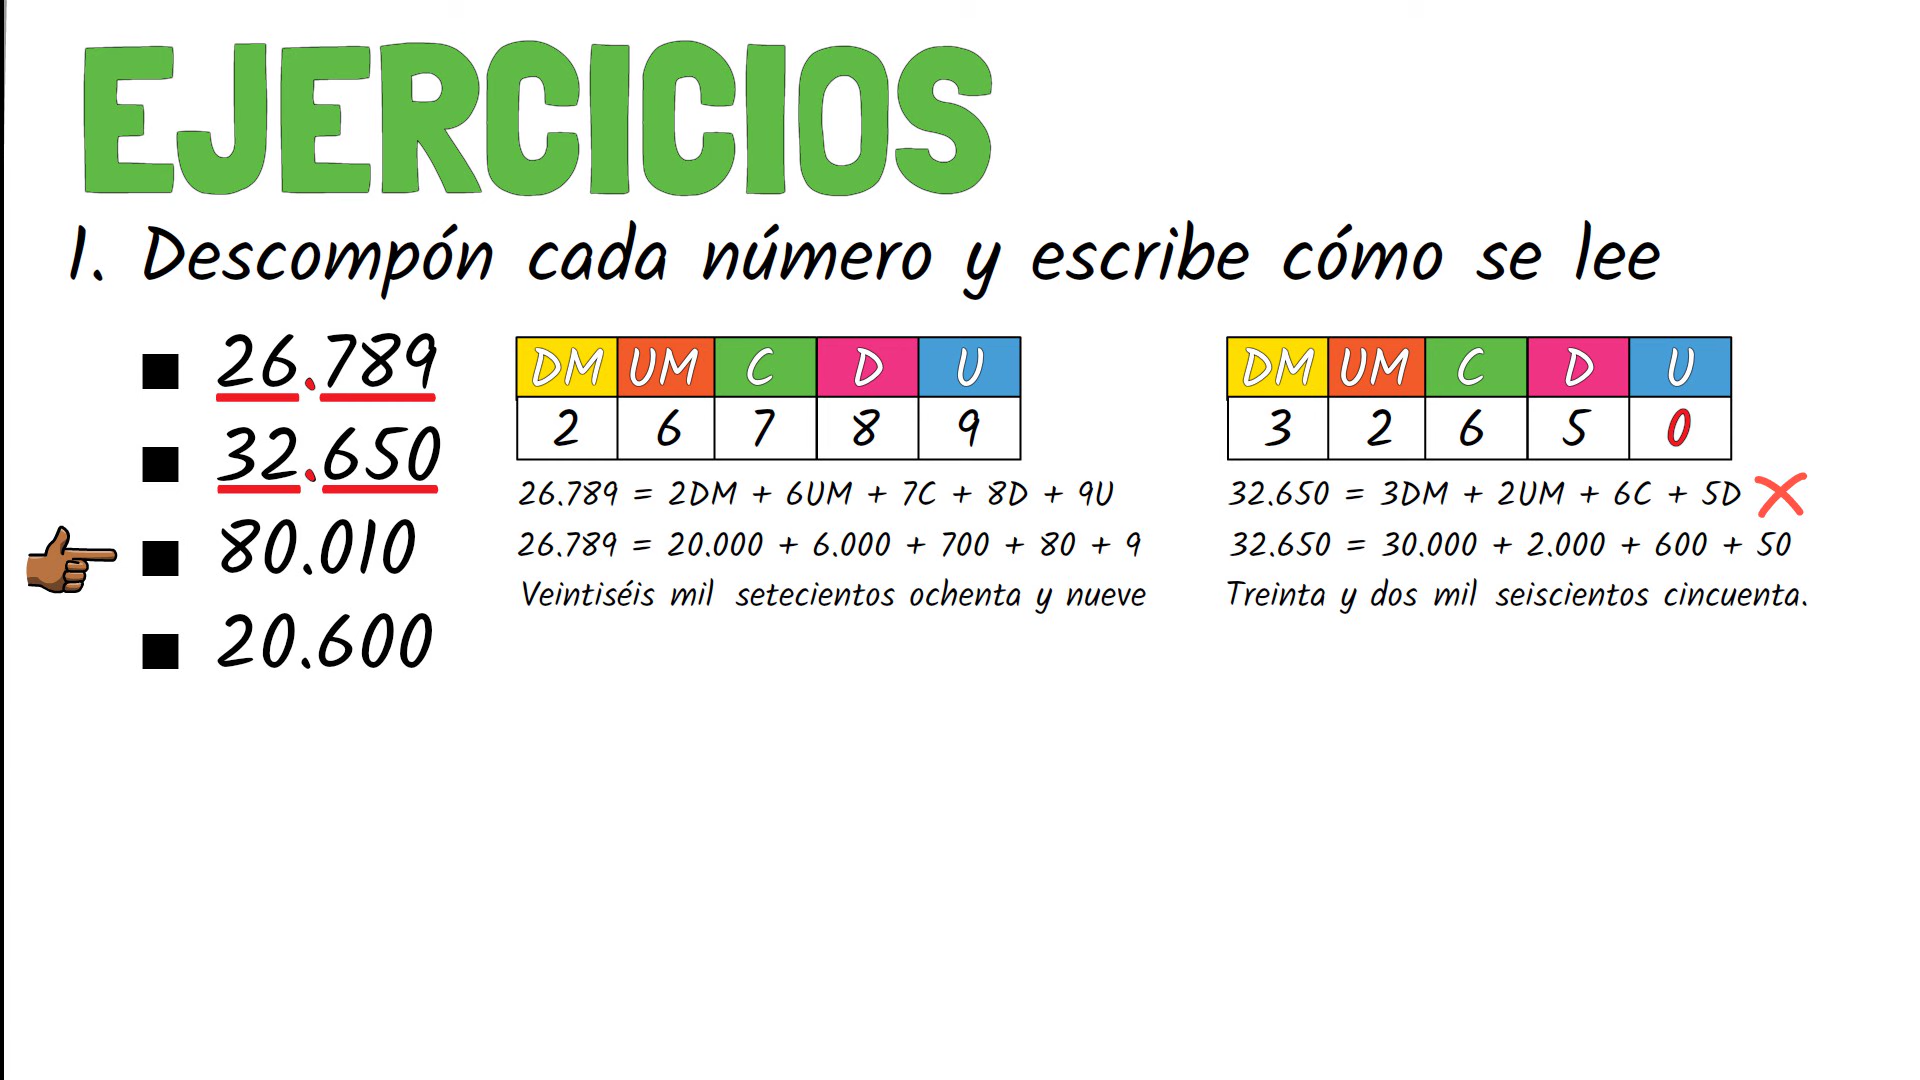 EJERCICIOS
1. Descompón cada número y escribe cómo se lee
26.789
32.650
80.010
20.600
DM UM C D U
2 6 7 8 9
26.789 = 2DM + 6UM + 7C + 8D + 9U
26.789 = 20.000 + 6.000 + 700 + 80 + 9
Veintiséis mil setecientos ochenta y nueve
DM UM C D U
3 2 6 5 0
32.650 = 3DM + 2UM + 6C + 5D
32.650 = 30.000 + 2.000 + 600 + 50
Treinta y dos mil seiscientos cincuenta.